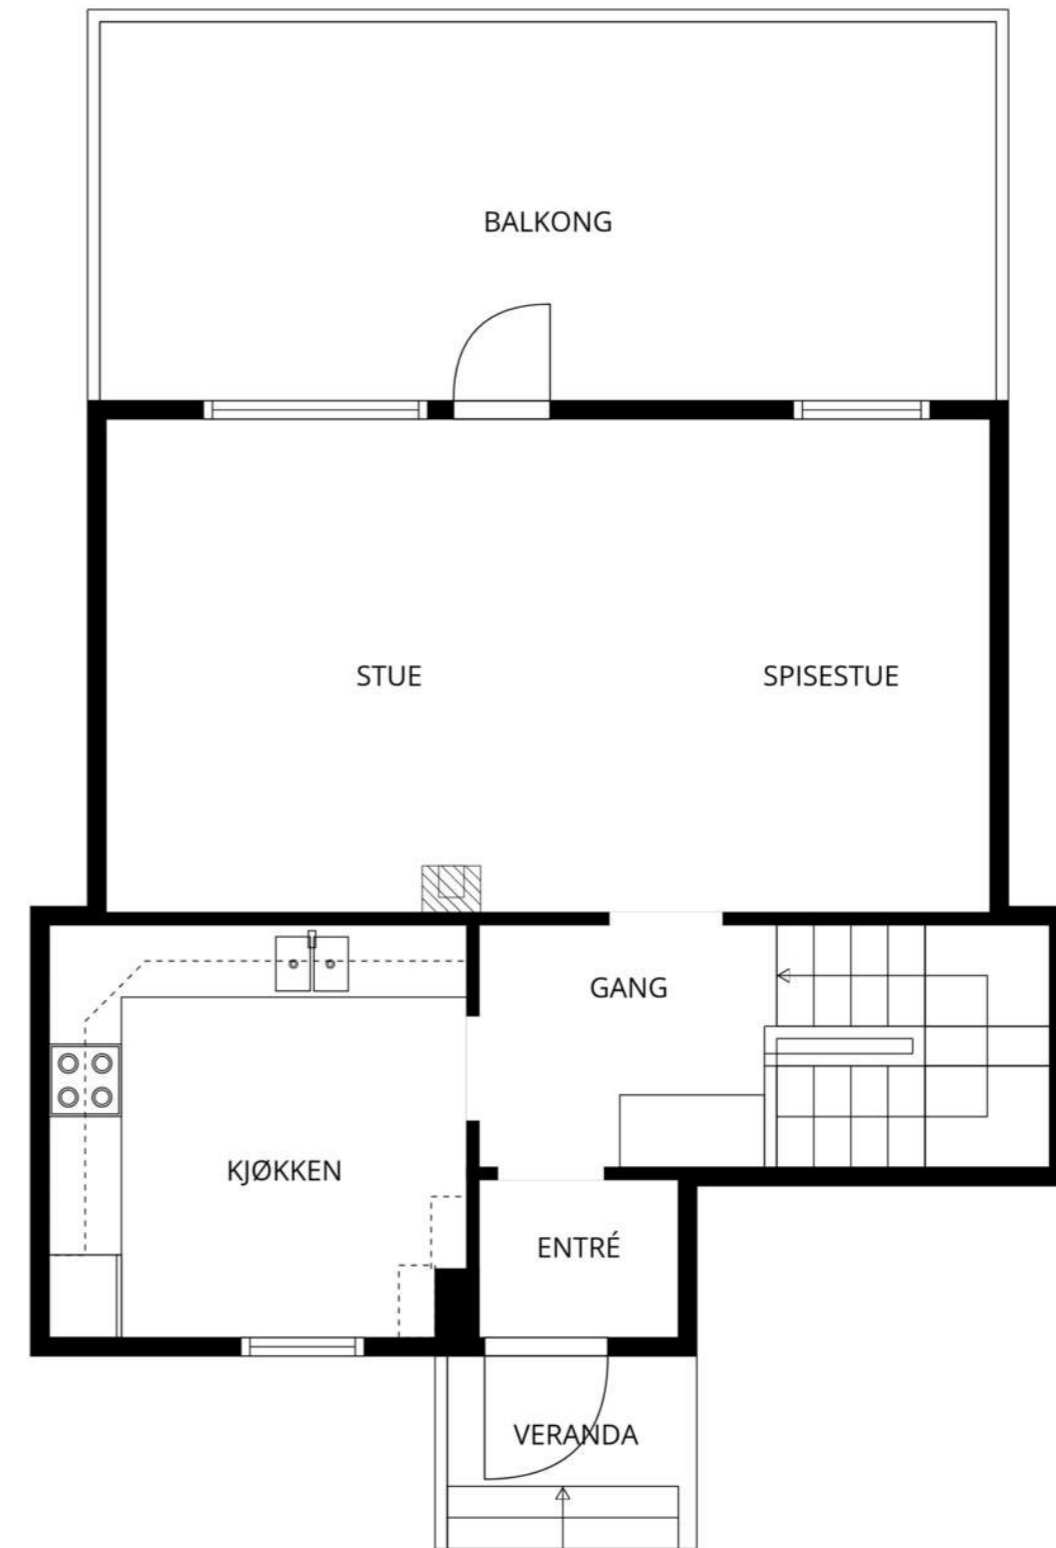 BALKONG
STUE
SPISESTUE
GANG
KJØKKEN
ENTRÉ
VERANDA